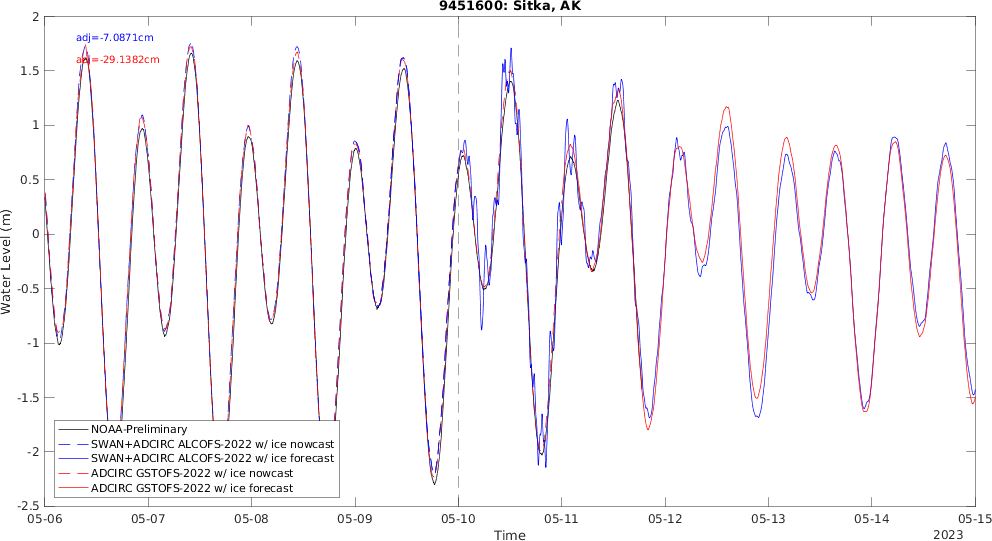 9451600: Sitka, AK
adj=-7.0871cm
adj=-29.1382cm
2
1.5
1
0.5
0
-0.5
-1
-1.5
-2
-2.5
Water Level (m)
NOAA-Preliminary
SWAN+ADCIRC ALCOFS-2022 w/ ice nowcast
SWAN+ADCIRC ALCOFS-2022 w/ ice forecast
ADCIRC GSTOFS-2022 w/ ice nowcast
ADCIRC GSTOFS-2022 w/ ice forecast
05-06 05-07 05-08 05-09 05-10 05-11 05-12 05-13 05-14 05-15
Time
2023